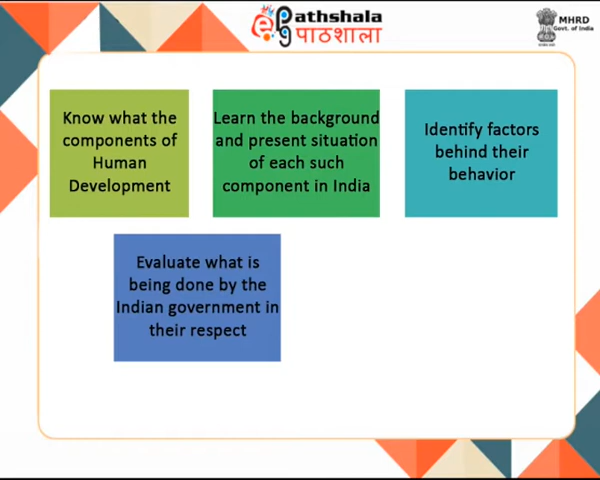 e Pathshala
पाठशाला
MHRD
Govt. of India
Know what the
components of
Human
Development
Learn the background
and present situation
of each such
component in India
Identify factors
behind their
behavior
Evaluate what is
being done by the
Indian government in
their respect